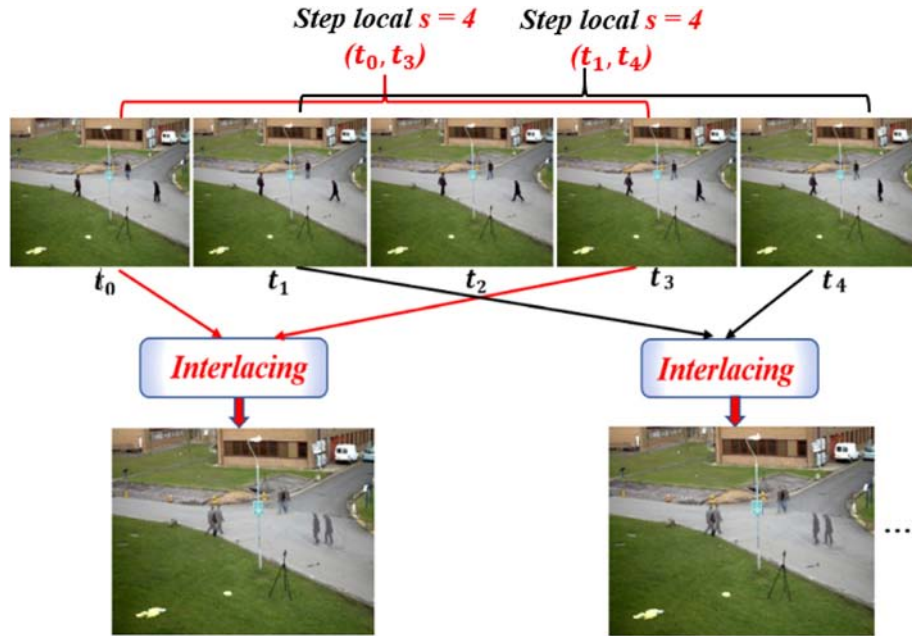 Step local s = 4 Step local s = 4
(t₀, t₃) (t₁, t₄)
t₀ t₁ t₂ t₃ t₄
Interlacing Interlacing
...